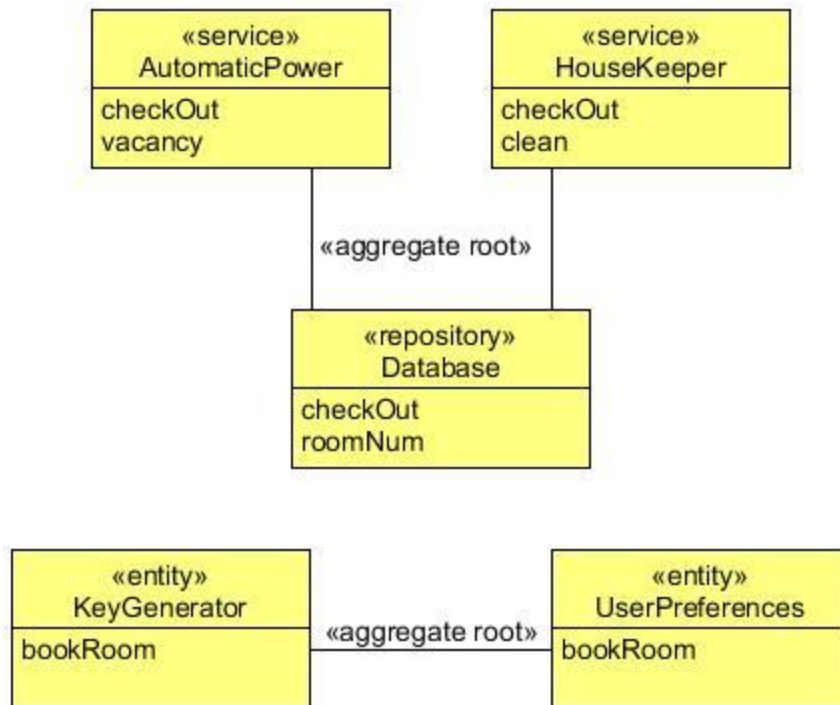 «service»
AutomaticPower
checkOut
vacancy
«service»
HouseKeeper
checkOut
clean
«aggregate root»
«repository»
Database
checkOut
roomNum
«entity»
KeyGenerator
bookRoom
«aggregate root»
«entity»
UserPreferences
bookRoom